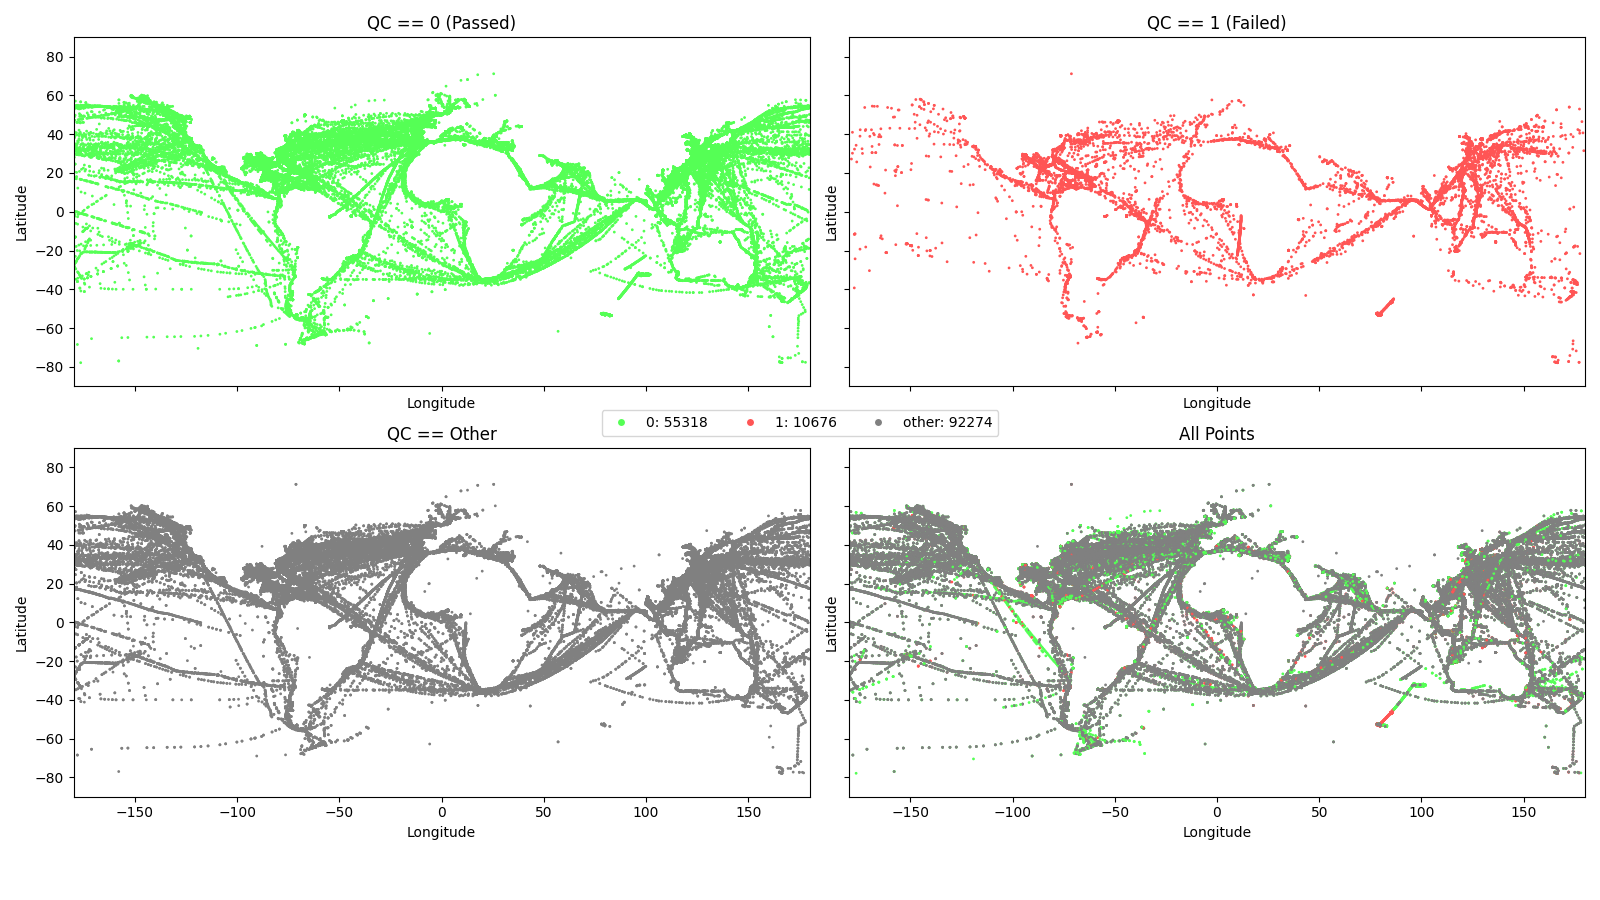 QC == 0 (Passed)
QC == 1 (Failed)
80
60
40
20
0
−20
−40
−60
−80
Latitude
Latitude
Longitude
Longitude
0: 55318
1: 10676
other: 92274
QC == Other
All Points
80
60
40
20
0
−20
−40
−60
−80
Latitude
Latitude
−150
−100
−50
0
50
100
150
−150
−100
−50
0
50
100
150
Longitude
Longitude